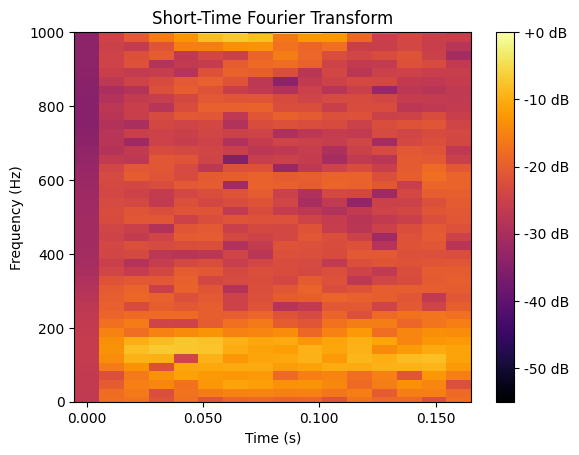 Short-Time Fourier Transform
Frequency (Hz)
1000
800
600
400
200
0
0.000
0.050
0.100
0.150
Time (s)
+0 dB
-10 dB
-20 dB
-30 dB
-40 dB
-50 dB